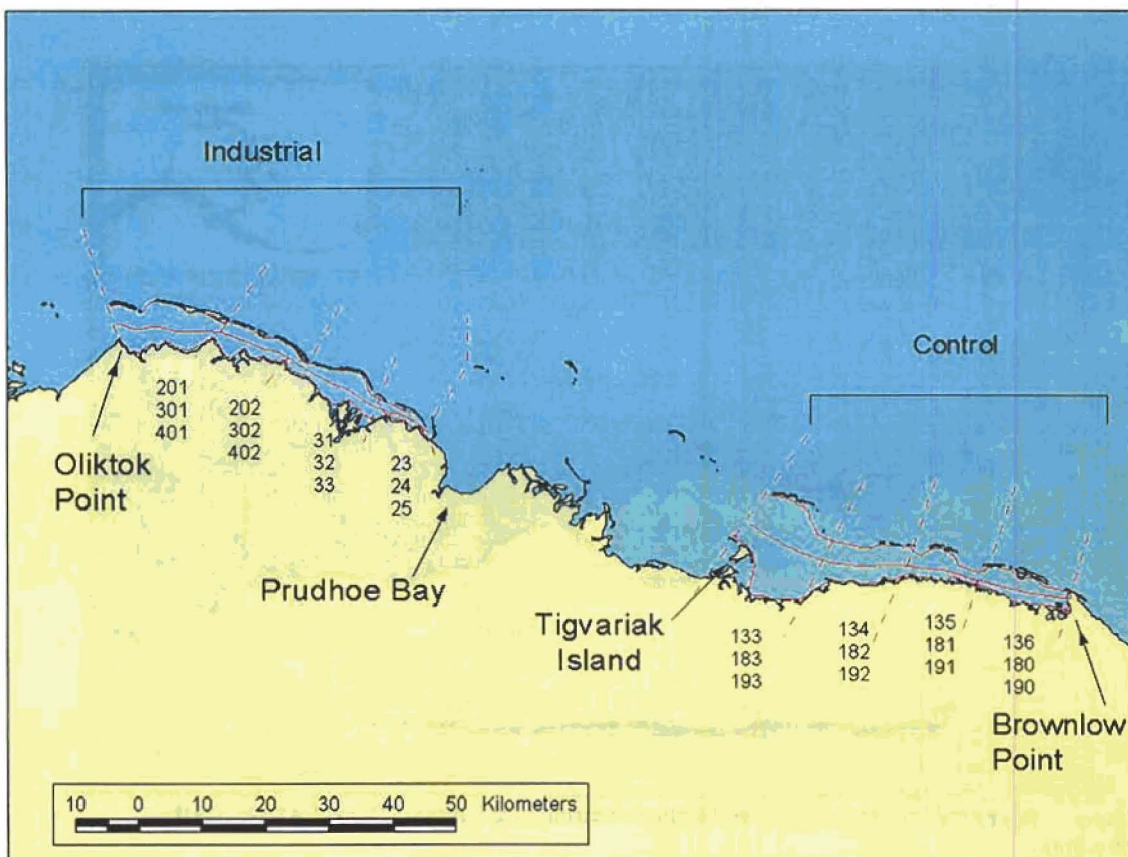 Industrial
Control
201
301
401
202
302
402
31
32
33
23
24
25
Oliktok
Point
Prudhoe Bay
Tigvariak
Island
133
183
193
134
182
192
135
181
191
136
180
190
Brownlow
Point
10 0 10 20 30 40 50 Kilometers